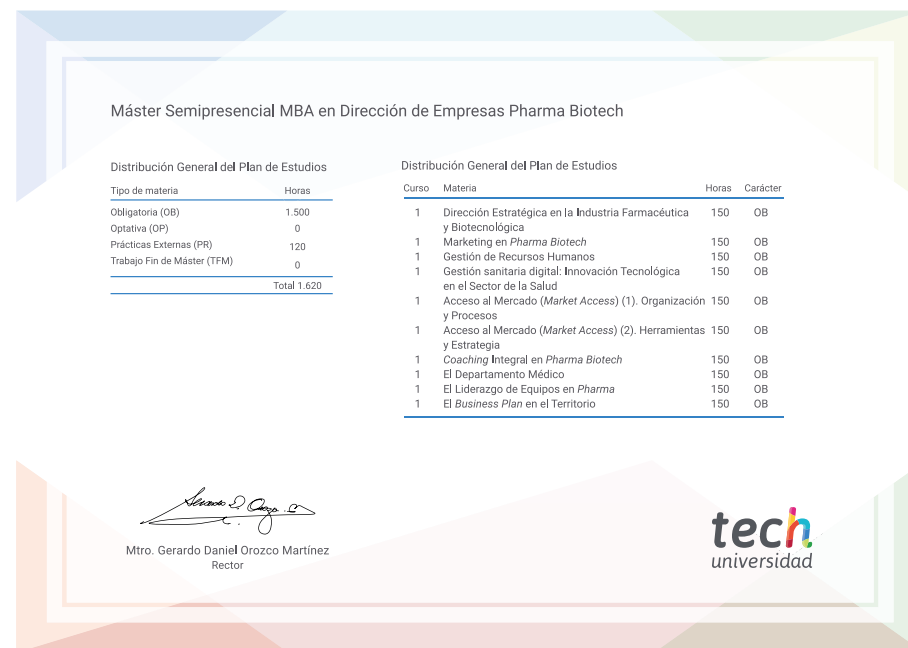 Máster Semipresencial MBA en Dirección de Empresas Pharma Biotech
Distribución General del Plan de Estudios
Tipo de materia Horas
Obligatoria (OB) 1.500
Optativa (OP) 0
Prácticas Externas (PR) 120
Trabajo Fin de Máster (TFM) 0
Total 1.620
Distribución General del Plan de Estudios
Curso Materia Horas Carácter
1 Dirección Estratégica en la Industria Farmacéutica 150 OB
y Biotecnológica
1 Marketing en Pharma Biotech 150 OB
1 Gestión de Recursos Humanos 150 OB
1 Gestión sanitaria digital: Innovación Tecnológica 150 OB
en el Sector de la Salud
1 Acceso al Mercado (Market Access) (1). Organización 150 OB
y Procesos
1 Acceso al Mercado (Market Access) (2). Herramientas 150 OB
y Estrategia
1 Coaching Integral en Pharma Biotech 150 OB
1 El Departamento Médico 150 OB
1 El Liderazgo de Equipos en Pharma 150 OB
1 El Business Plan en el Territorio 150 OB
Mtro. Gerardo Daniel Orozco Martínez
Rector
tech
universidad